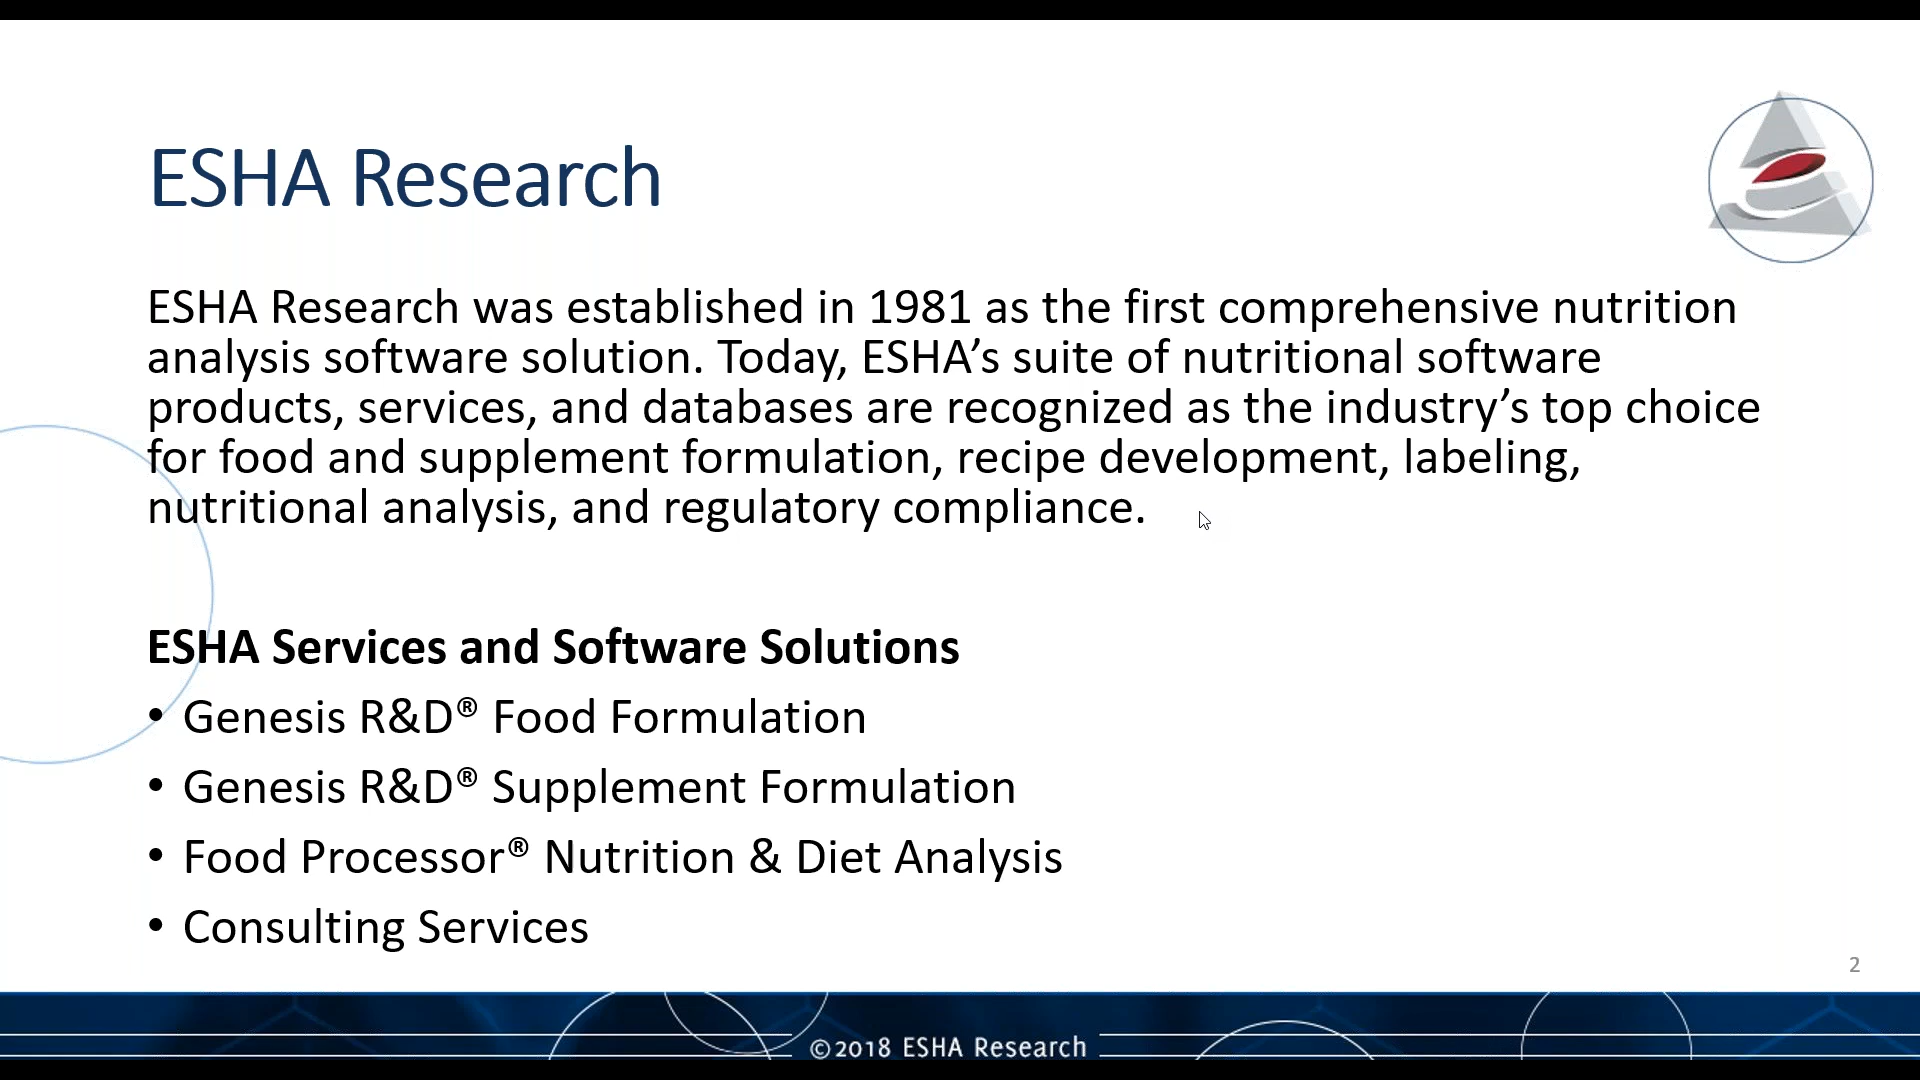 ESHA Research
ESHA Research was established in 1981 as the first comprehensive nutrition
analysis software solution. Today, ESHA’s suite of nutritional software
products, services, and databases are recognized as the industry’s top choice
for food and supplement formulation, recipe development, labeling,
nutritional analysis, and regulatory compliance.
ESHA Services and Software Solutions
• Genesis R&D® Food Formulation
• Genesis R&D® Supplement Formulation
• Food Processor® Nutrition & Diet Analysis
• Consulting Services
2
©2018 ESHA Research